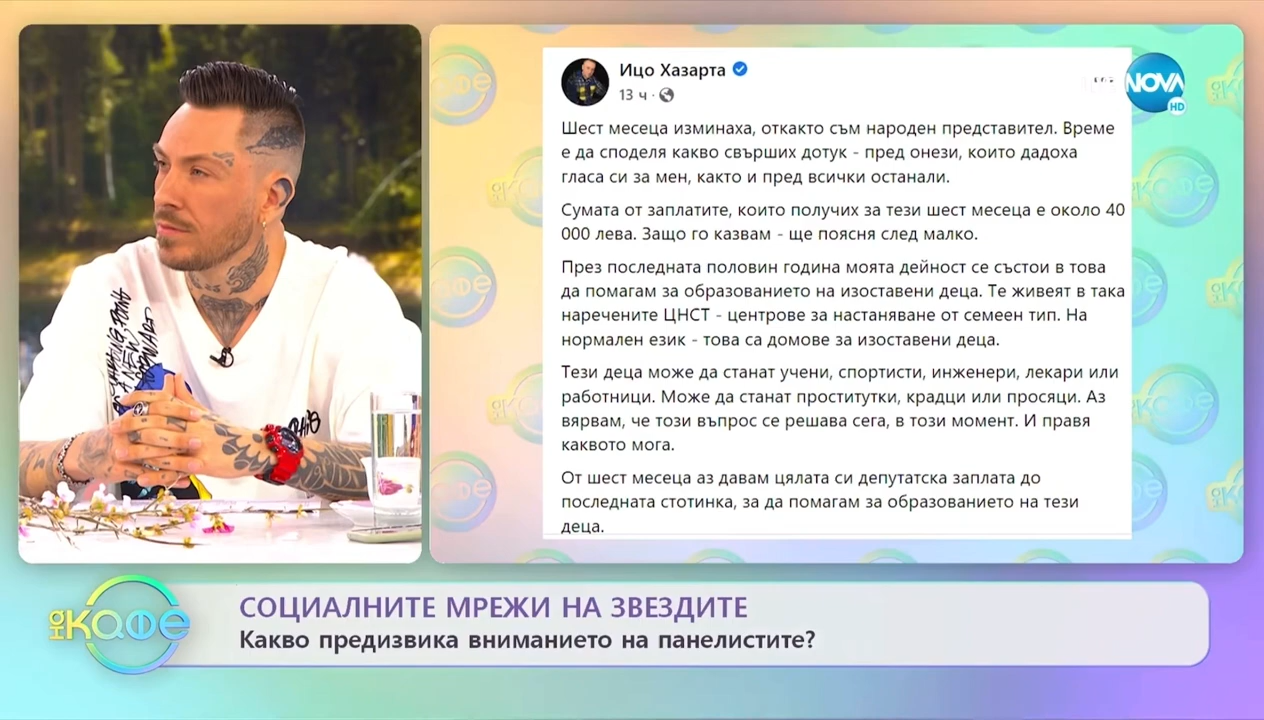 Ицо Хазарта
13 ч
Шест месеца изминаха, откакто съм народен представител. Време
е да споделя какво свърших дотук - пред онези, които дадоха
гласа си за мен, както и пред всички останали.
Сумата от заплатите, които получих за тези шест месеца е около 40
000 лева. Защо го казвам - ще поясня след малко.
През последната половин година моята дейност се състои в това
да помагам за образованието на изоставени деца. Те живеят в така
наречените ЦНСТ - центрове за настаняване от семеен тип. На
нормален език - това са домове за изоставени деца.
Тези деца може да станат учени, спортисти, инженери, лекари или
работници. Може да станат проститутки, крадци или просяци. Аз
вярвам, че този въпрос се решава сега, в този момент. И правя
каквото мога.
От шест месеца аз давам цялата си депутатска заплата до
последната стотинка, за да помагам за образованието на тези
деца.
NOVA
HD
на кафе
СОЦИАЛНИТЕ МРЕЖИ НА ЗВЕЗДИТЕ
Какво предизвика вниманието на панелистите?